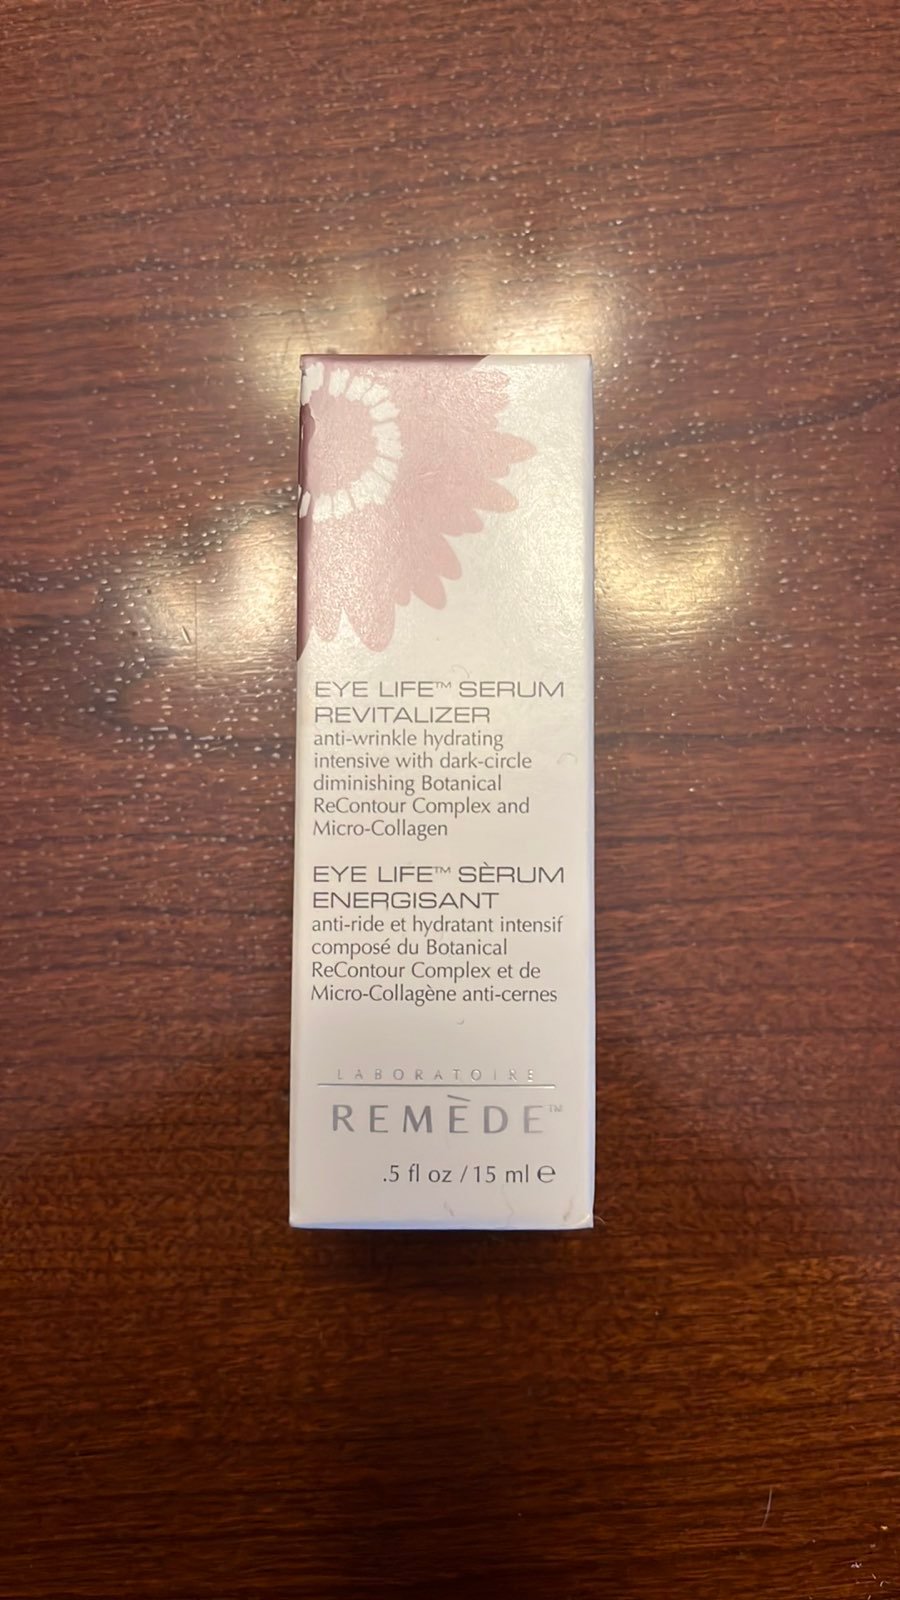 EYE LIFE™ SERUM
REVITALIZER
anti-wrinkle hydrating
intensive with dark-circle
diminishing Botanical
ReContour Complex and
Micro-Collagen
EYE LIFE™ SÈRUM
ENERGISANT
anti-ride et hydratant intensif
composé du Botanical
ReContour Complex et de
Micro-Collagène anti-cernes
LABORATOIRE
REMÈDE™
.5 fl oz / 15 ml ℮